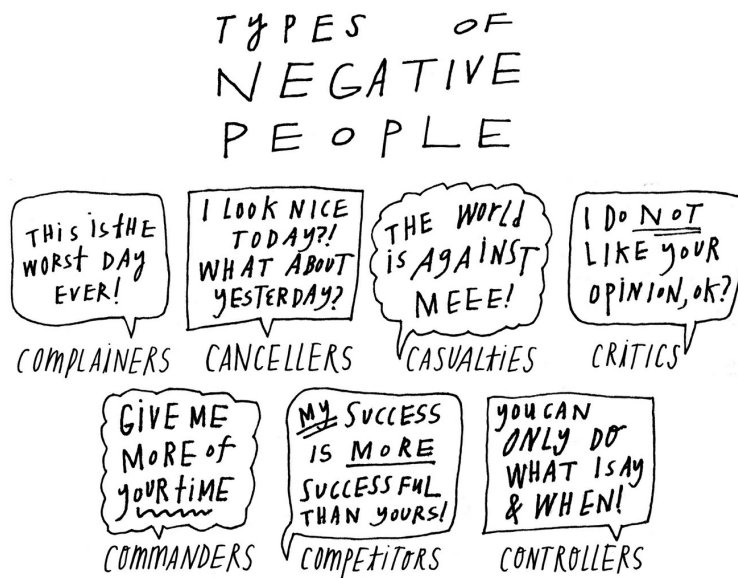 TYPES OF
NEGATIVE
PEOPLE
THIS IS THE
WORST DAY
EVER!
COMPLAINERS
I LOOK NICE
TODAY?!
WHAT ABOUT
YESTERDAY?
CANCELLERS
THE WORLD
IS AGAINST
MEEE!
CASUALTIES
I DO NOT
LIKE YOUR
OPINION, OK?
CRITICS
GIVE ME
MORE OF
YOUR TIME
COMMANDERS
MY SUCCESS
IS MORE
SUCCESSFUL
THAN YOURS!
COMPETITORS
YOU CAN
ONLY DO
WHAT I SAY
& WHEN!
CONTROLLERS